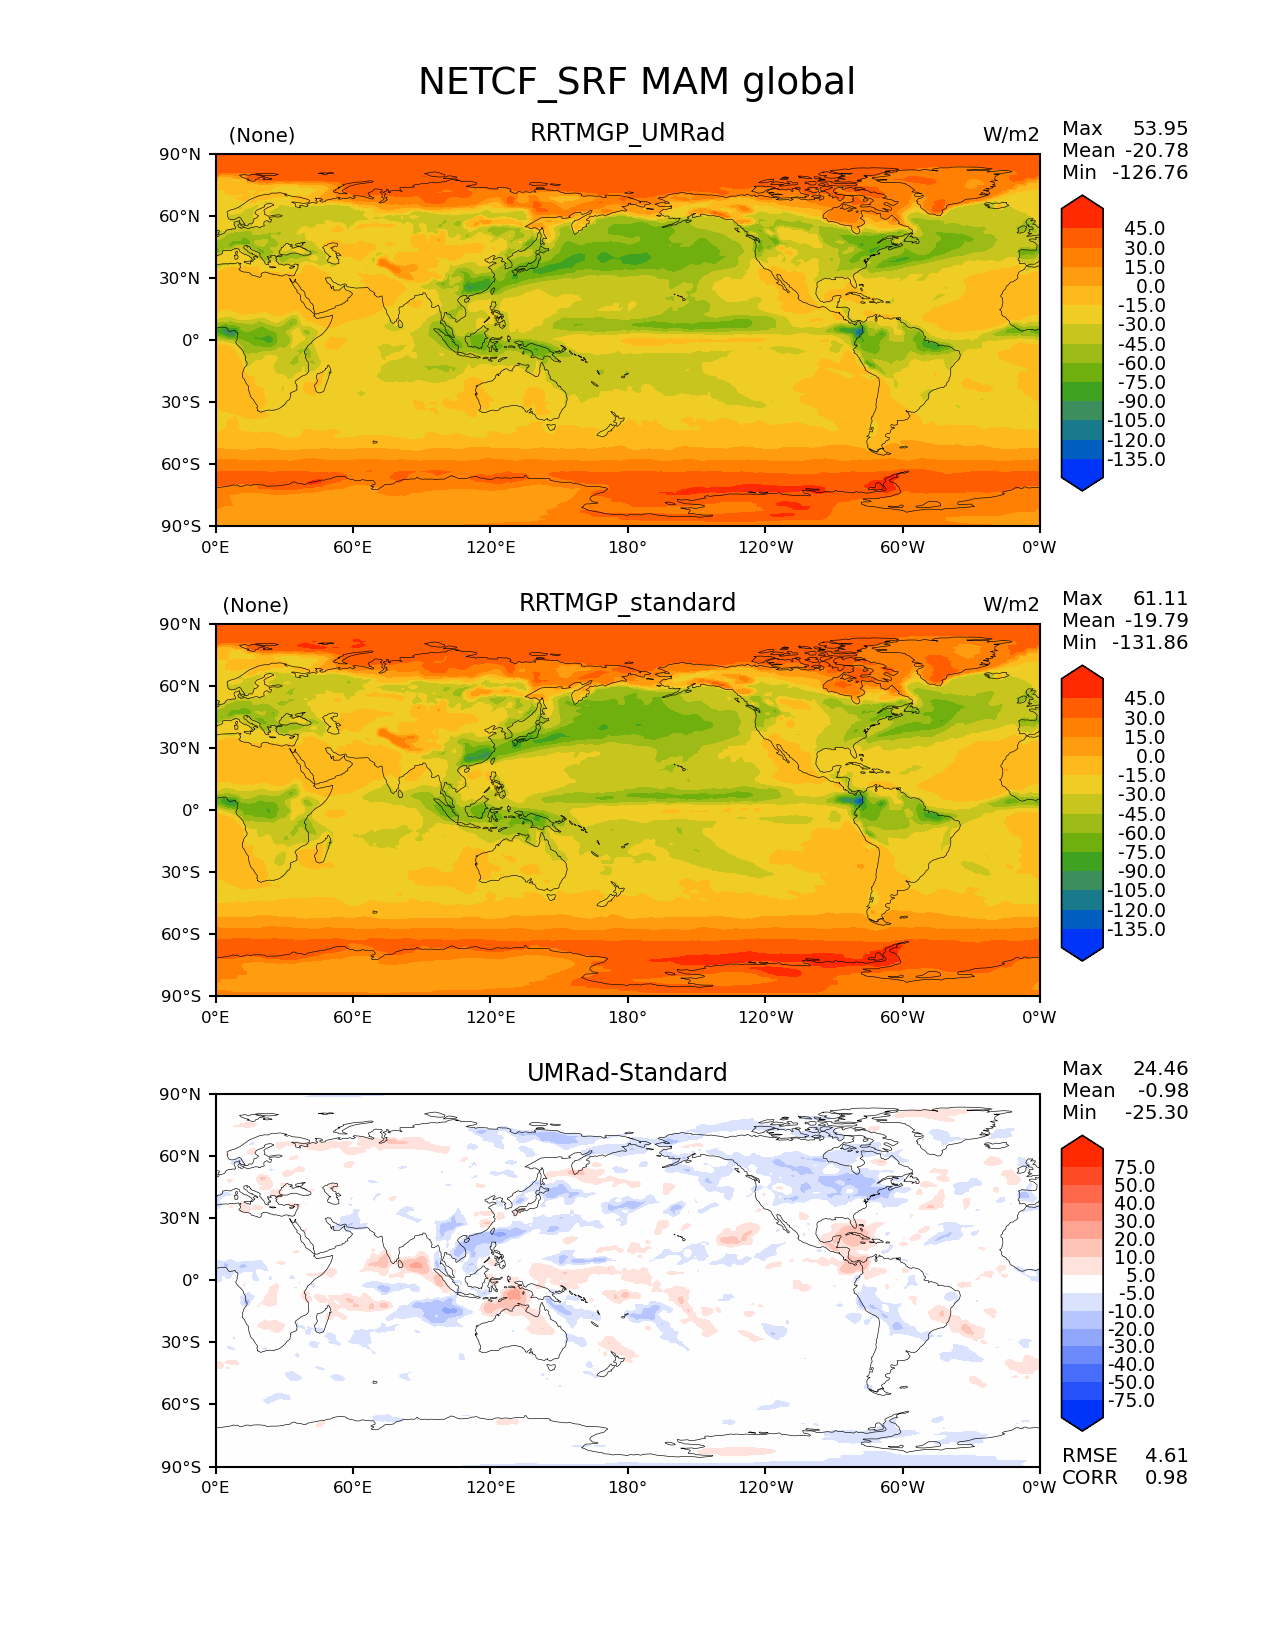 NETCF_SRF MAM global
(None) RRTMGP_UMRad W/m2
Max 53.95
Mean -20.78
Min -126.76
90°N
60°N
30°N
0°
30°S
60°S
90°S
0°E 60°E 120°E 180° 120°W 60°W 0°W
45.0
30.0
15.0
0.0
-15.0
-30.0
-45.0
-60.0
-75.0
-90.0
-105.0
-120.0
-135.0
(None) RRTMGP_standard W/m2
Max 61.11
Mean -19.79
Min -131.86
90°N
60°N
30°N
0°
30°S
60°S
90°S
0°E 60°E 120°E 180° 120°W 60°W 0°W
45.0
30.0
15.0
0.0
-15.0
-30.0
-45.0
-60.0
-75.0
-90.0
-105.0
-120.0
-135.0
UMRad-Standard
Max 24.46
Mean -0.98
Min -25.30
90°N
60°N
30°N
0°
30°S
60°S
90°S
0°E 60°E 120°E 180° 120°W 60°W 0°W
75.0
50.0
40.0
30.0
20.0
10.0
5.0
-5.0
-10.0
-20.0
-30.0
-40.0
-50.0
-75.0
RMSE 4.61
CORR 0.98